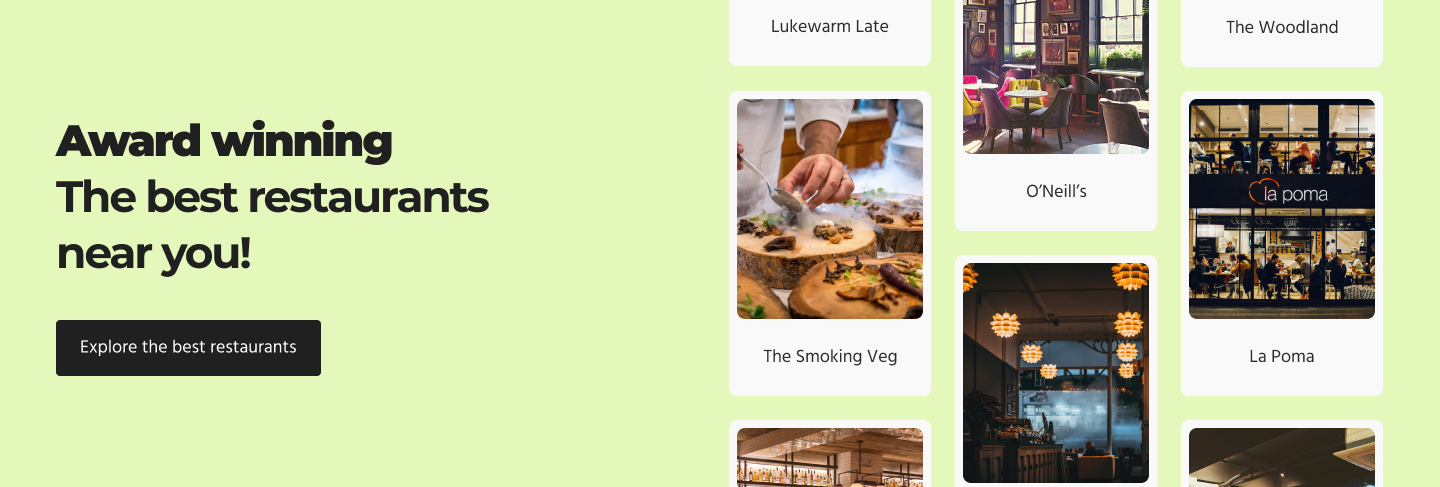 Award winning
The best restaurants
near you!
Explore the best restaurants
Lukewarm Late
The Smoking Veg
O’Neill’s
The Woodland
la poma
La Poma